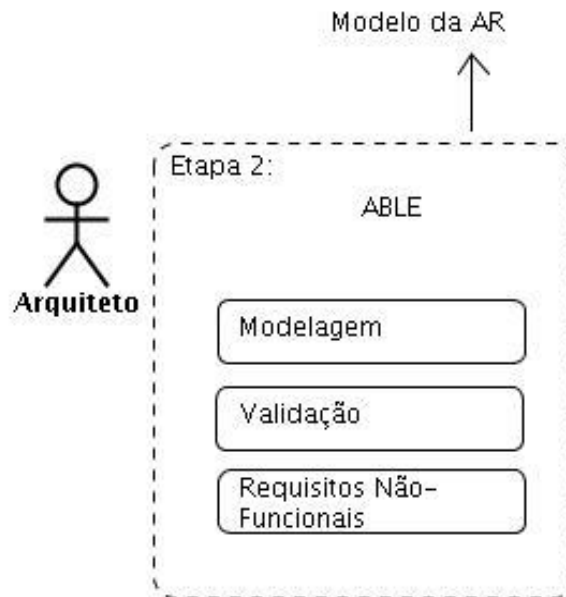 Modelo da AR
Etapa 2:
ABLE
Arquiteto
Modelagem
Validação
Requisitos Não-
Funcionais